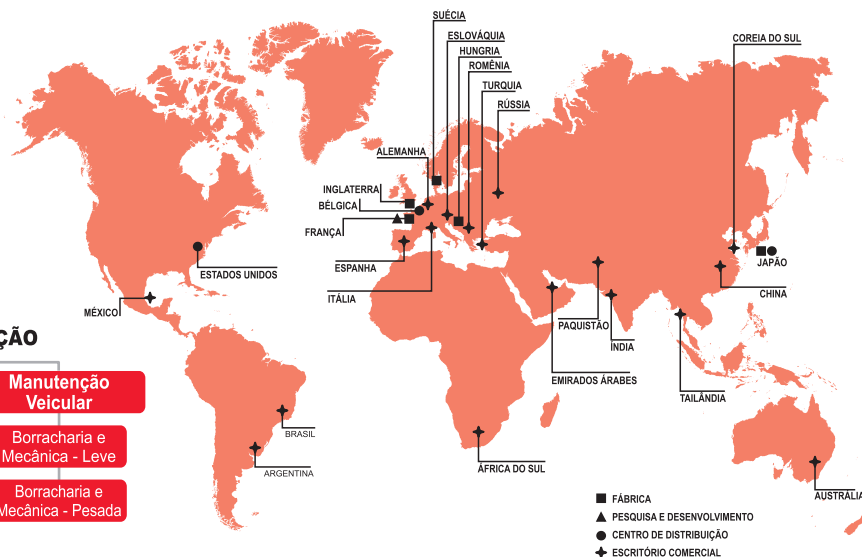 SUÉCIA
ESLOVÁQUIA
HUNGRIA
ROMÊNIA
TURQUIA
RÚSSIA
COREIA DO SUL
ALEMANHA
INGLATERRA
BÉLGICA
FRANÇA
ESPANHA
ITÁLIA
ESTADOS UNIDOS
MÉXICO
JAPÃO
CHINA
PAQUISTÃO
ÍNDIA
EMIRADOS ÁRABES
TAILÂNDIA
ÇÃO
Manutenção
Veicular
Borracharia e
Mecânica - Leve
Borracharia e
Mecânica - Pesada
BRASIL
ARGENTINA
ÁFRICA DO SUL
AUSTRÁLIA
FÁBRICA
PESQUISA E DESENVOLVIMENTO
CENTRO DE DISTRIBUIÇÃO
ESCRITÓRIO COMERCIAL